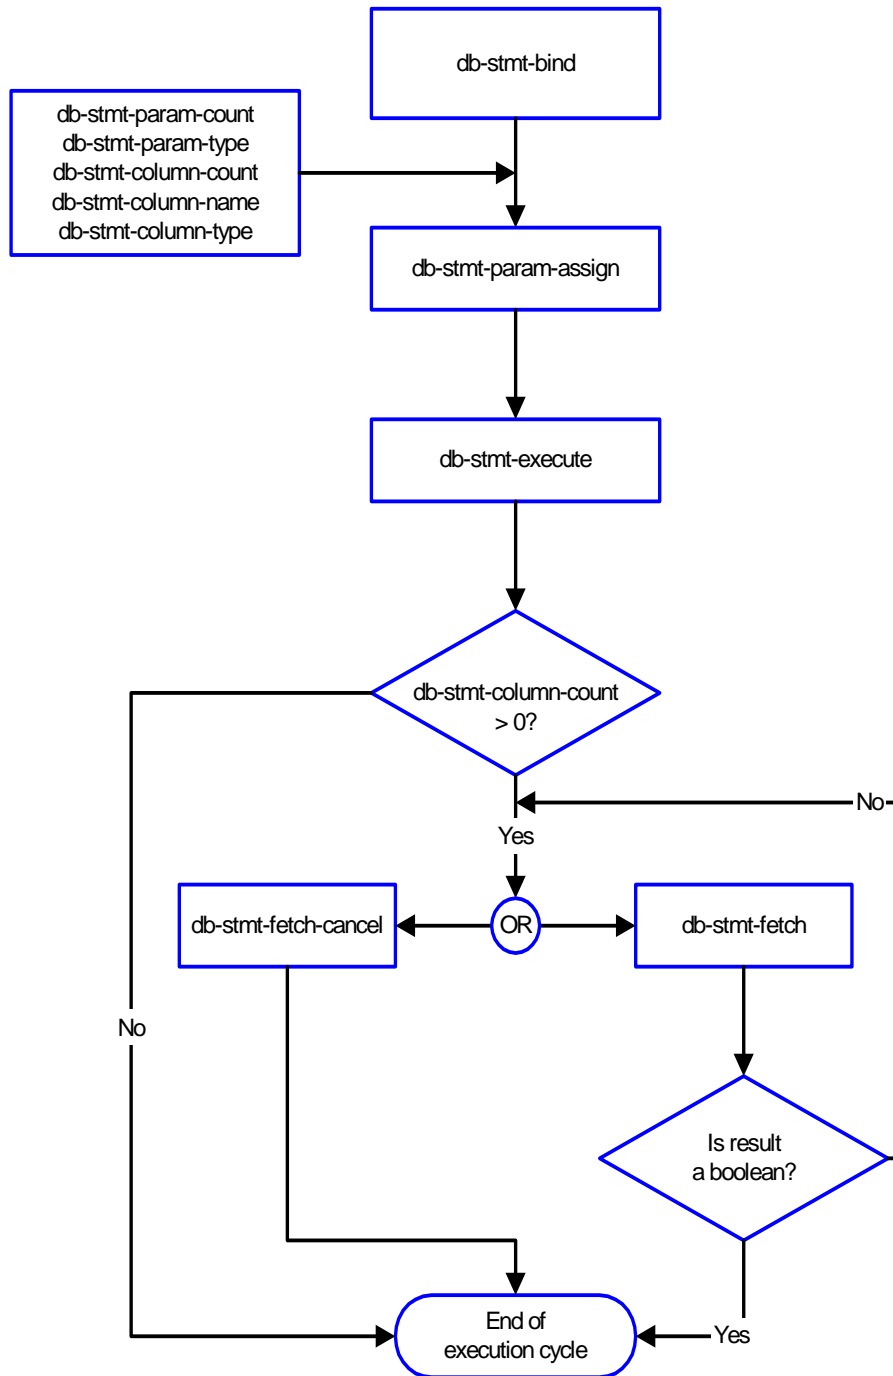 db-stmt-bind
db-stmt-param-count
db-stmt-param-type
db-stmt-column-count
db-stmt-column-name
db-stmt-column-type
db-stmt-param-assign
db-stmt-execute
db-stmt-column-count
> 0?
No
Yes
db-stmt-fetch-cancel
OR
db-stmt-fetch
No
Is result
a boolean?
End of
execution cycle
Yes